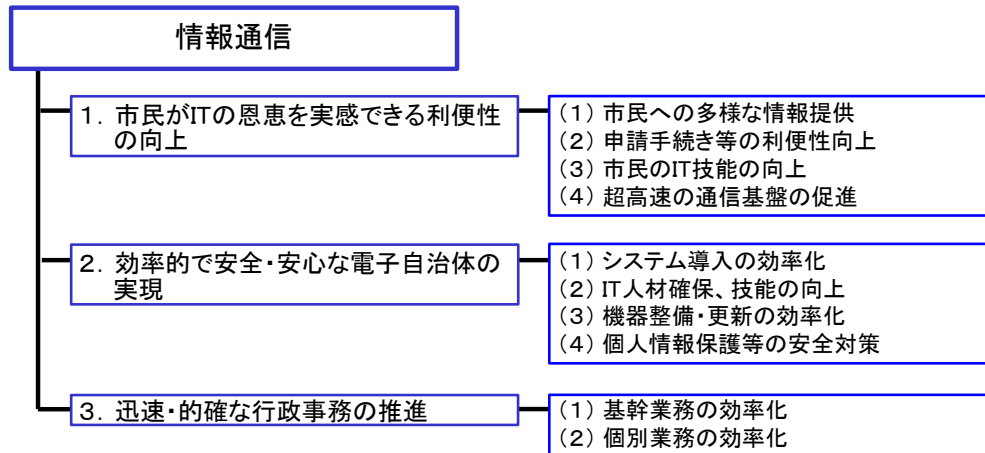 情報通信
1．市民がITの恩恵を実感できる利便性
の向上
（1）市民への多様な情報提供
（2）申請手続き等の利便性向上
（3）市民のIT技能の向上
（4）超高速の通信基盤の促進
2．効率的で安全・安心な電子自治体の
実現
（1）システム導入の効率化
（2）IT人材確保、技能の向上
（3）機器整備・更新の効率化
（4）個人情報保護等の安全対策
3．迅速・的確な行政事務の推進
（1）基幹業務の効率化
（2）個別業務の効率化